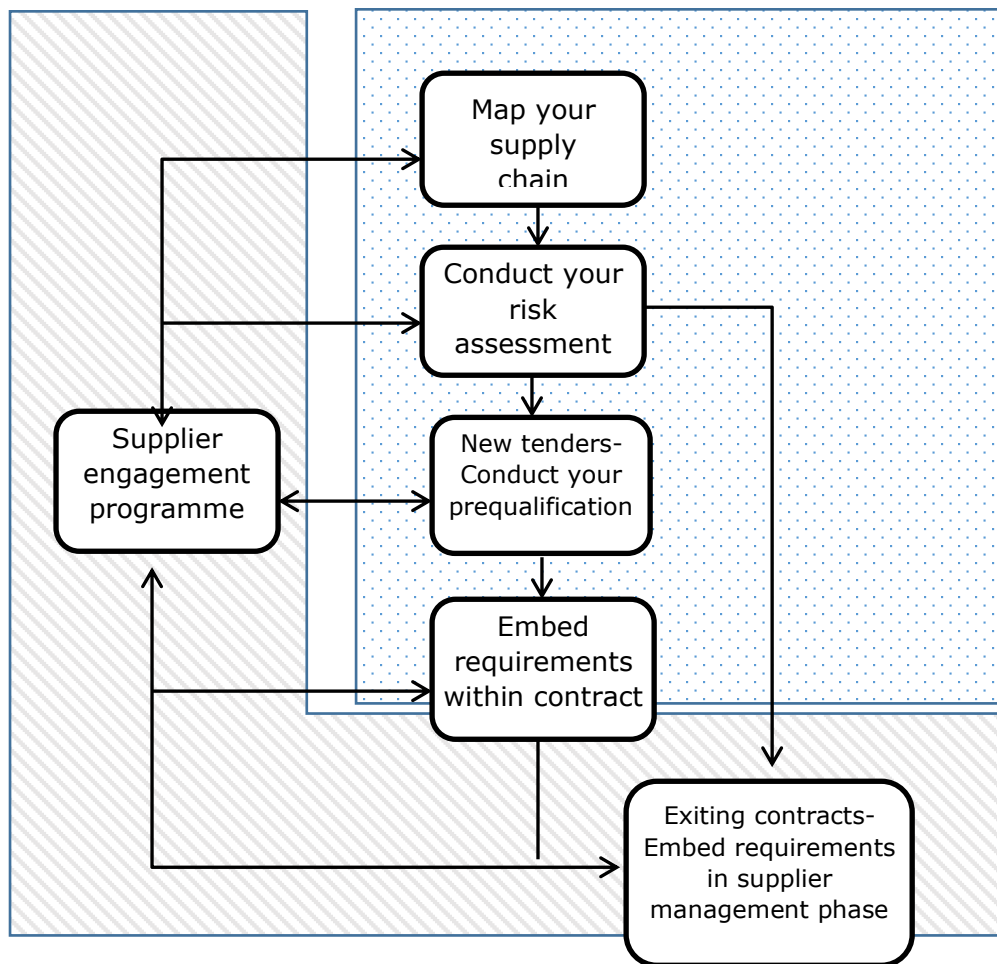 Map your
supply
chain
Conduct your
risk
assessment
New tenders-
Conduct your
prequalification
Supplier
engagement
programme
Embed
requirements
within contract
Exiting contracts-
Embed requirements
in supplier
management phase